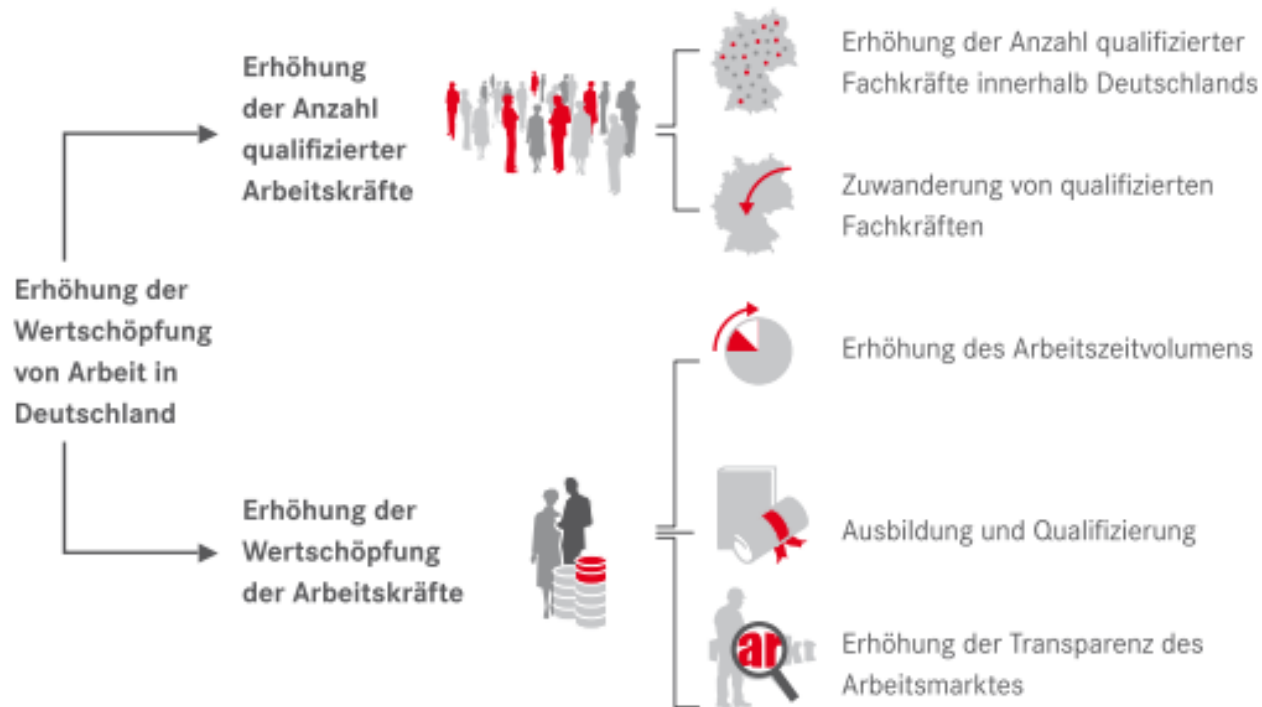 Erhöhung der
Wertschöpfung
von Arbeit in
Deutschland
Erhöhung
der Anzahl
qualifizierter
Arbeitskräfte
Erhöhung der Anzahl qualifizierter
Fachkräfte innerhalb Deutschlands
Zuwanderung von qualifizierten
Fachkräften
Erhöhung der
Wertschöpfung
der Arbeitskräfte
Erhöhung des Arbeitszeitvolumens
Ausbildung und Qualifizierung
ar
Erhöhung der Transparenz des
Arbeitsmarktes